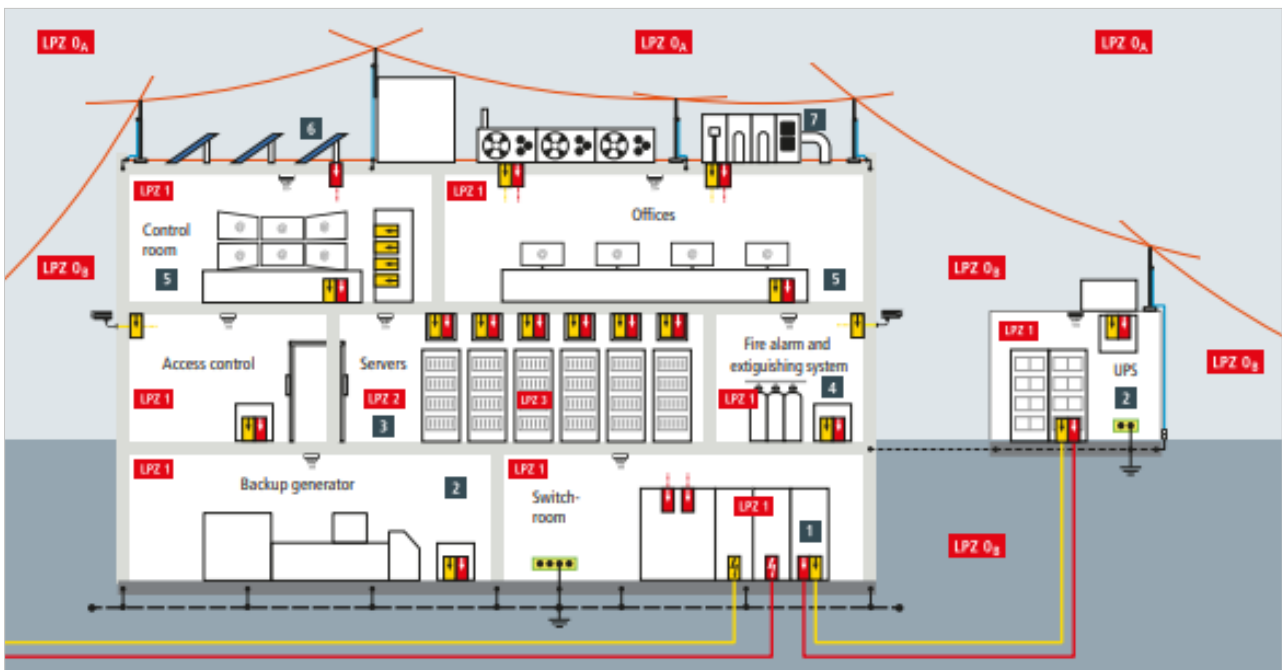 LPZ 0A
LPZ 0A
LPZ 0A
6
7
LPZ 1
LPZ 1
Control
room
Offices
5
5
LPZ 0B
LPZ 0B
LPZ 1
Access control
Servers
Fire alarm and
extiguishing system
UPS
LPZ 0B
LPZ 1
LPZ 2
LPZ 3
LPZ 1
4
2
3
LPZ 1
LPZ 1
Backup generator
2
Switch-
room
LPZ 1
1
LPZ 0B